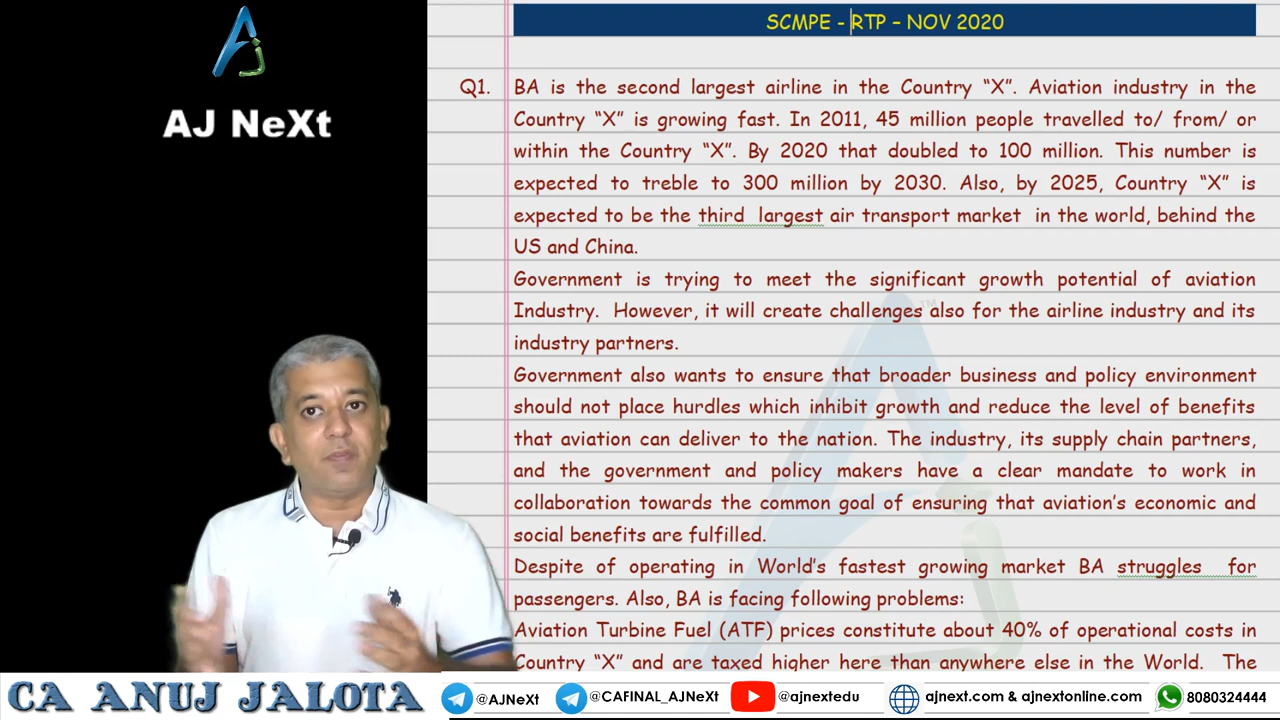 SCMPE - RTP – NOV 2020
AJ NeXt
Q1. BA is the second largest airline in the Country “X”. Aviation industry in the
Country “X” is growing fast. In 2011, 45 million people travelled to/ from/ or
within the Country “X”. By 2020 that doubled to 100 million. This number is
expected to treble to 300 million by 2030. Also, by 2025, Country “X” is
expected to be the third largest air transport market in the world, behind the
US and China.
Government is trying to meet the significant growth potential of aviation
Industry. However, it will create challenges also for the airline industry and its
industry partners.
Government also wants to ensure that broader business and policy environment
should not place hurdles which inhibit growth and reduce the level of benefits
that aviation can deliver to the nation. The industry, its supply chain partners,
and the government and policy makers have a clear mandate to work in
collaboration towards the common goal of ensuring that aviation’s economic and
social benefits are fulfilled.
Despite of operating in World’s fastest growing market BA struggles for
passengers. Also, BA is facing following problems:
Aviation Turbine Fuel (ATF) prices constitute about 40% of operational costs in
Country “X” and are taxed higher here than anywhere else in the World. The
TM
CA ANUJ JALOTA
@AJNeXt
@CAFINAL_AJNeXt
@ajnextedu
ajnext.com & ajnextonline.com
8080324444